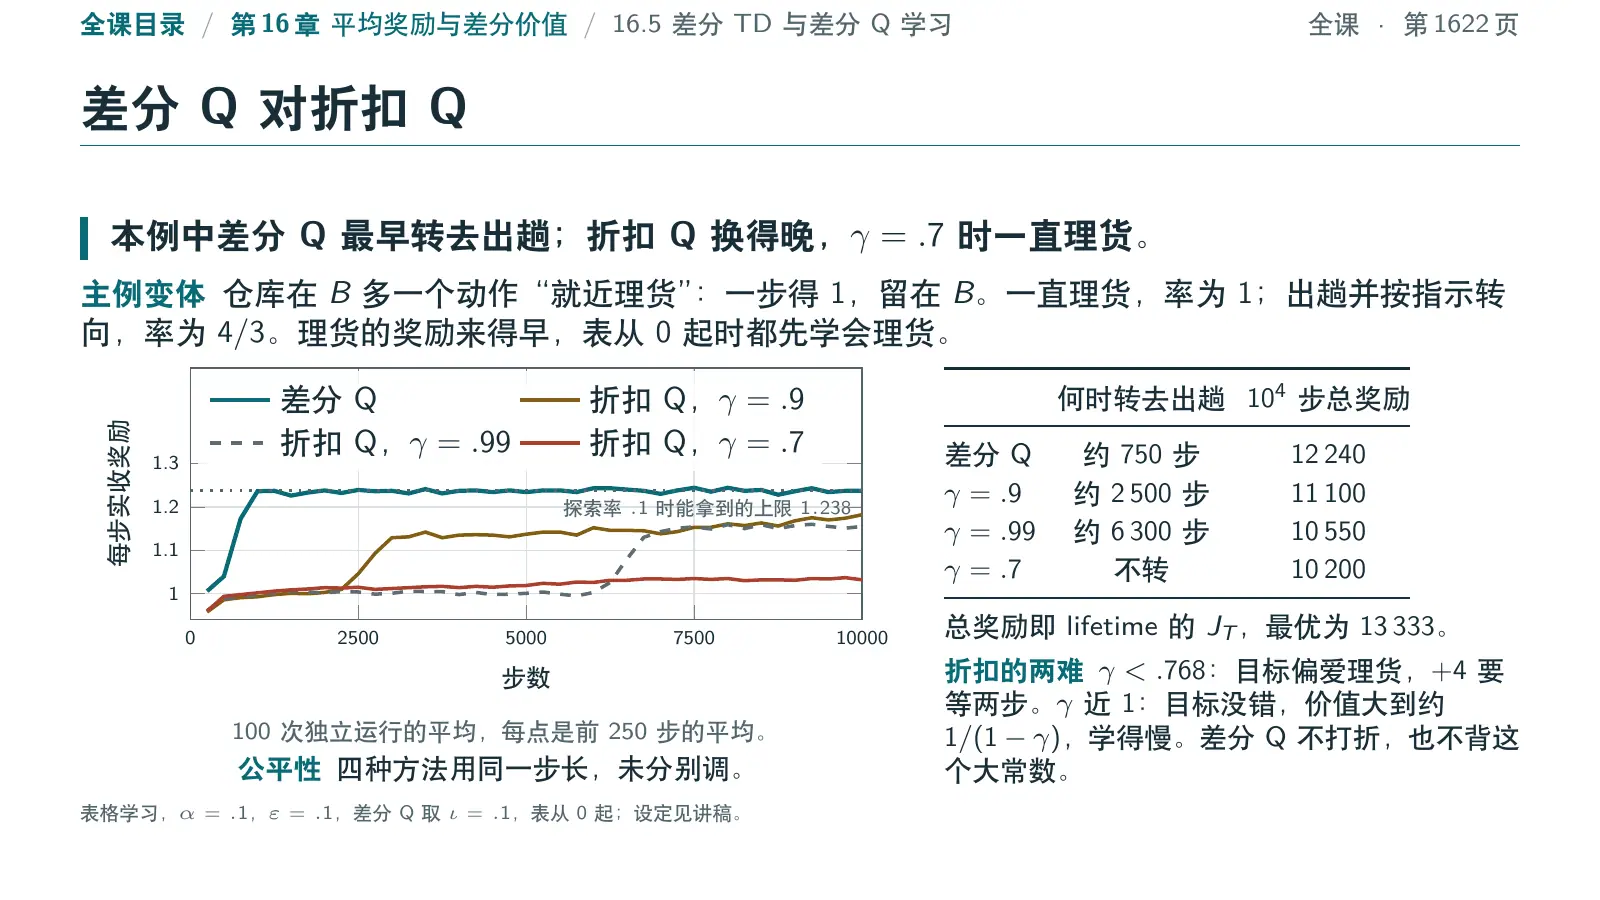 全课目录 / 第16章 平均奖励与差分价值 / 16.5 差分 TD 与差分 Q 学习
全课 · 第1622页
差分 Q 对折扣 Q
本例中差分 Q 最早转去出趟；折扣 Q 换得晚，γ = .7 时一直理货。
主例变体 仓库在 B 多一个动作“就近理货”：一步得 1，留在 B。一直理货，率为 1；出趟并按指示转
向，率为 4/3。理货的奖励来得早，表从 0 起时都先学会理货。
差分 Q
折扣 Q，γ = .9
折扣 Q，γ = .99
折扣 Q，γ = .7
探索率 .1 时能拿到的上限 1.238
每步实收奖励
1.3
1.2
1.1
1
0 2500 5000 7500 10000
步数
100 次独立运行的平均，每点是前 250 步的平均。
公平性 四种方法用同一步长，未分别调。
何时转去出趟 10⁴ 步总奖励
差分 Q 约 750 步 12 240
γ = .9 约 2 500 步 11 100
γ = .99 约 6 300 步 10 550
γ = .7 不转 10 200
总奖励即 lifetime 的 J_T，最优为 13 333。
折扣的两难 γ < .768：目标偏爱理货，+4 要
等两步。γ 近 1：目标没错，价值大到约
1/(1 − γ)，学得慢。差分 Q 不打折，也不背这
个大常数。
表格学习，α = .1，ε = .1，差分 Q 取 ι = .1，表从 0 起；设定见讲稿。